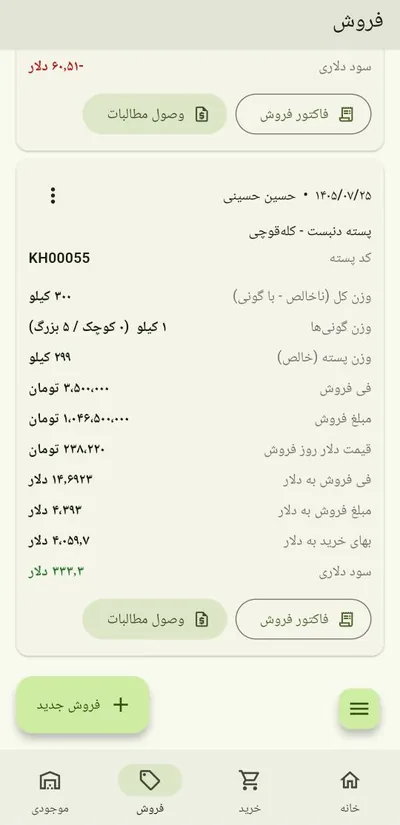 فروش
سود دلاری -۶۰٫۵۱ دلار
فاکتور فروش وصول مطالبات
۱۴۰۵/۰۷/۲۵ • حسین حسینی
پسته دنبست - کله‌قوچی
کد پسته KH00055
وزن کل (ناخالص - با گونی) ۳۰۰ کیلو
وزن گونی‌ها ۱ کیلو (۰ کوچک / ۵ بزرگ)
وزن پسته (خالص) ۲۹۹ کیلو
فی فروش ۳،۵۰۰،۰۰۰ تومان
مبلغ فروش ۱،۰۴۶،۵۰۰،۰۰۰ تومان
قیمت دلار روز فروش ۲۳۸،۲۲۰ تومان
فی فروش به دلار ۱۴٫۶۹۲۳ دلار
مبلغ فروش به دلار ۴،۳۹۳ دلار
بهای خرید به دلار ۴،۰۵۹٫۷ دلار
سود دلاری ۳۳۳٫۳ دلار
فاکتور فروش وصول مطالبات
فروش جدید
خانه خرید فروش موجودی